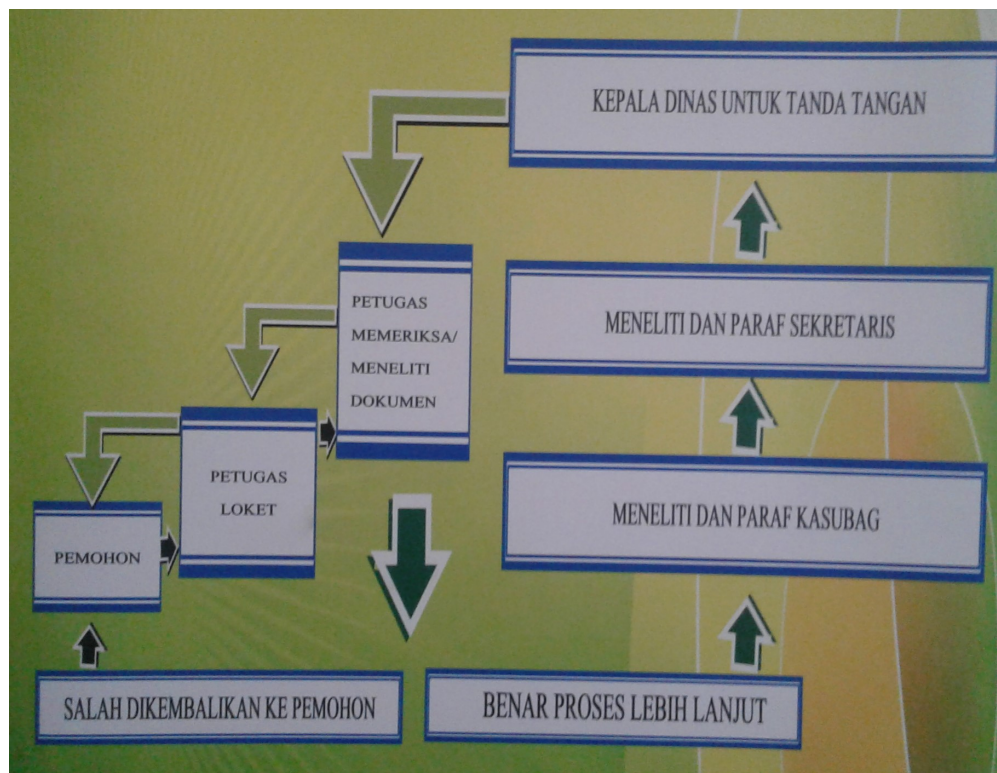 KEPALA DINAS UNTUK TANDA TANGAN
MENELITI DAN PARAF SEKRETARIS
PETUGAS
MEMERIKSA/
MENELITI
DOKUMEN
PETUGAS
LOKET
MENELITI DAN PARAF KASUBAG
PEMOHON
SALAH DIKEMBALIKAN KE PEMOHON
BENAR PROSES LEBIH LANJUT